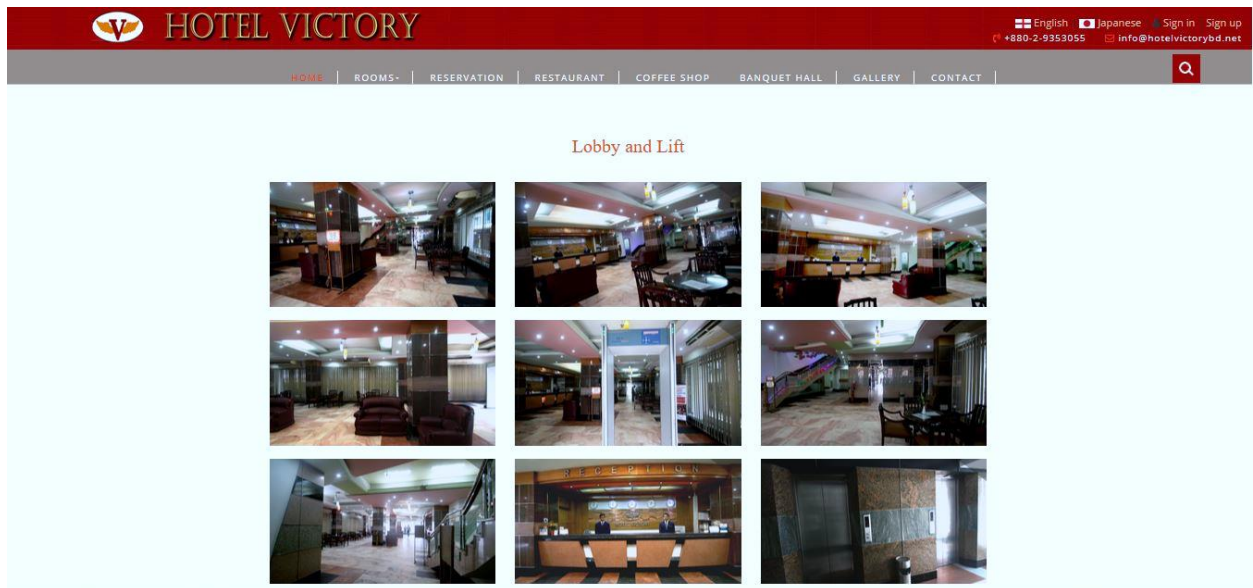 V HOTEL VICTORY
English Japanese Sign in Sign up
+880-2-9353055 info@hotelvictorybd.net
HOME ROOMS RESERVATION RESTAURANT COFFEE SHOP BANQUET HALL GALLERY CONTACT
Lobby and Lift
RECEPTION